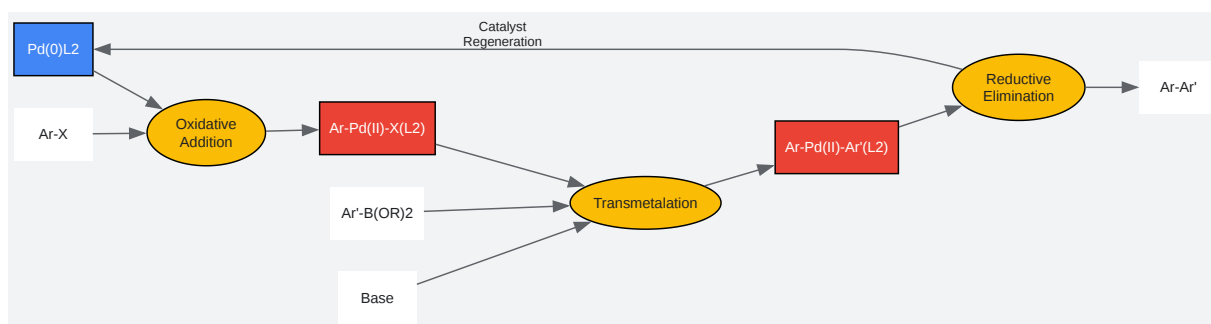 Pd(0)L2
Catalyst
Regeneration
Reductive
Elimination
Ar-Ar'
Ar-X
Oxidative
Addition
Ar-Pd(II)-X(L2)
Ar-Pd(II)-Ar'(L2)
Ar'-B(OR)2
Transmetalation
Base